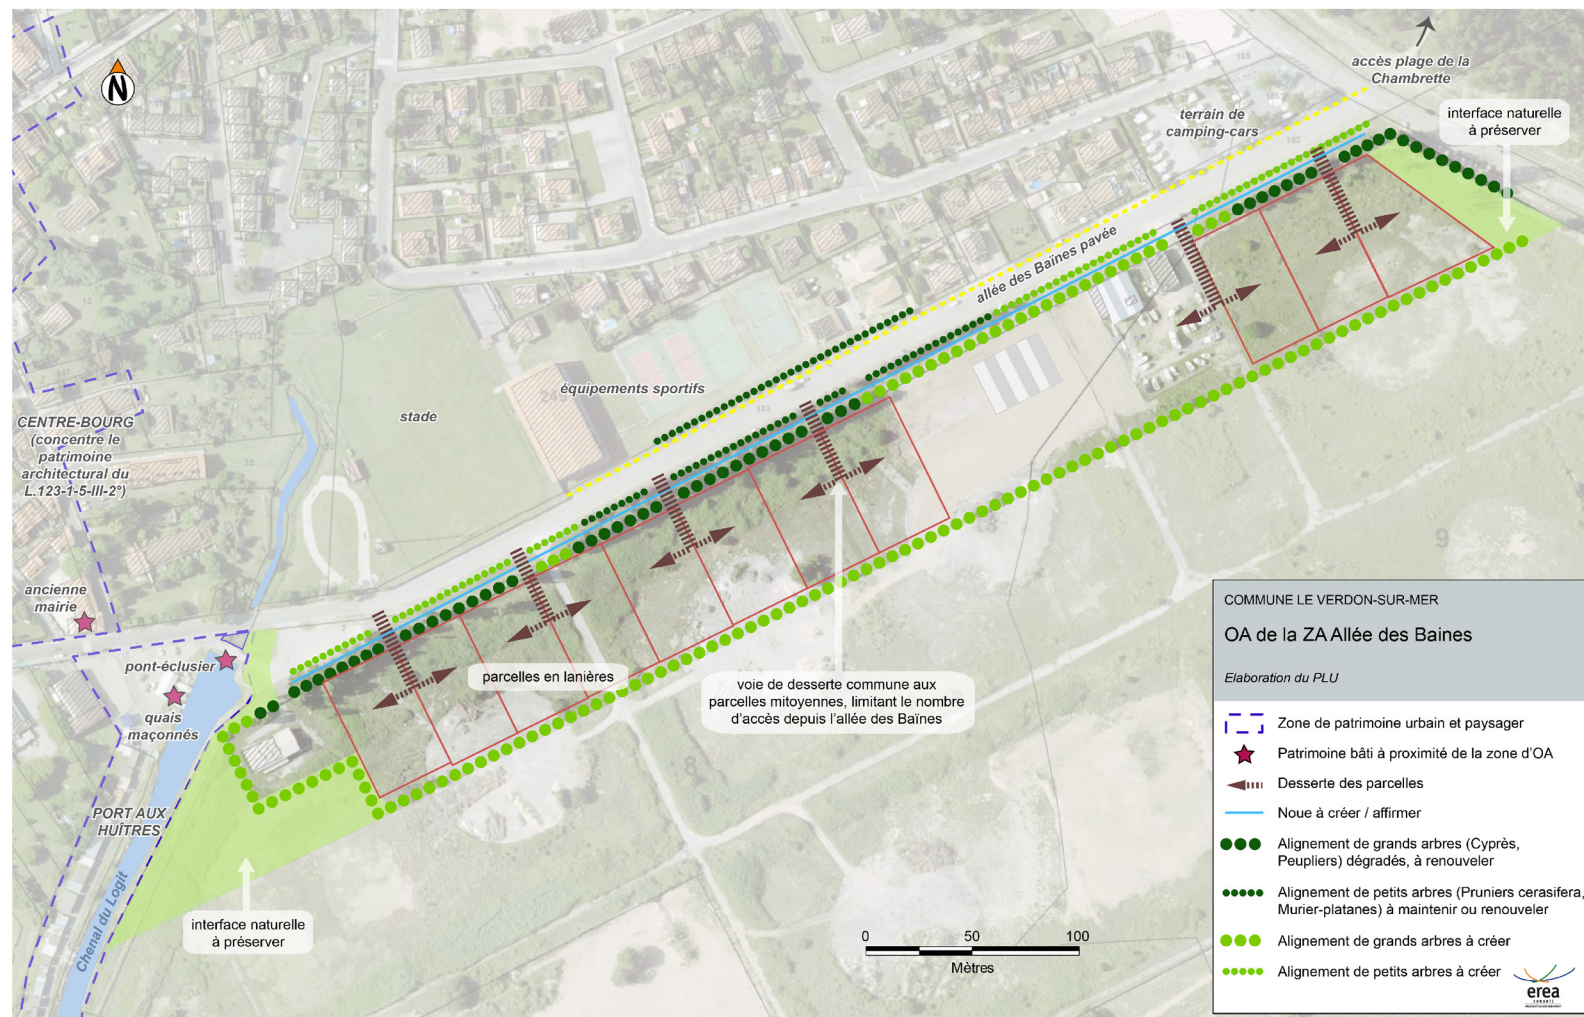 accès plage de la
Chambrette
interface naturelle
à préserver
terrain de
camping-cars
N
allée des Baïnes pavée
équipements sportifs
stade
CENTRE-BOURG
(concentre le
patrimoine
architectural du
L.123-1-5-III-2°)
ancienne
mairie
pont-éclusier
quais
maçonnés
PORT AUX
HUÎTRES
Chenal du Logit
parcelles en lanières
voie de desserte commune aux
parcelles mitoyennes, limitant le nombre
d'accès depuis l'allée des Baïnes
interface naturelle
à préserver
8
9
0 50 100
Mètres
COMMUNE LE VERDON-SUR-MER
OA de la ZA Allée des Baines
Elaboration du PLU
Zone de patrimoine urbain et paysager
Patrimoine bâti à proximité de la zone d'OA
Desserte des parcelles
Noue à créer / affirmer
Alignement de grands arbres (Cyprès,
Peupliers) dégradés, à renouveler
Alignement de petits arbres (Pruniers cerasifera,
Murier-platanes) à maintenir ou renouveler
Alignement de grands arbres à créer
Alignement de petits arbres à créer
erea
conseil